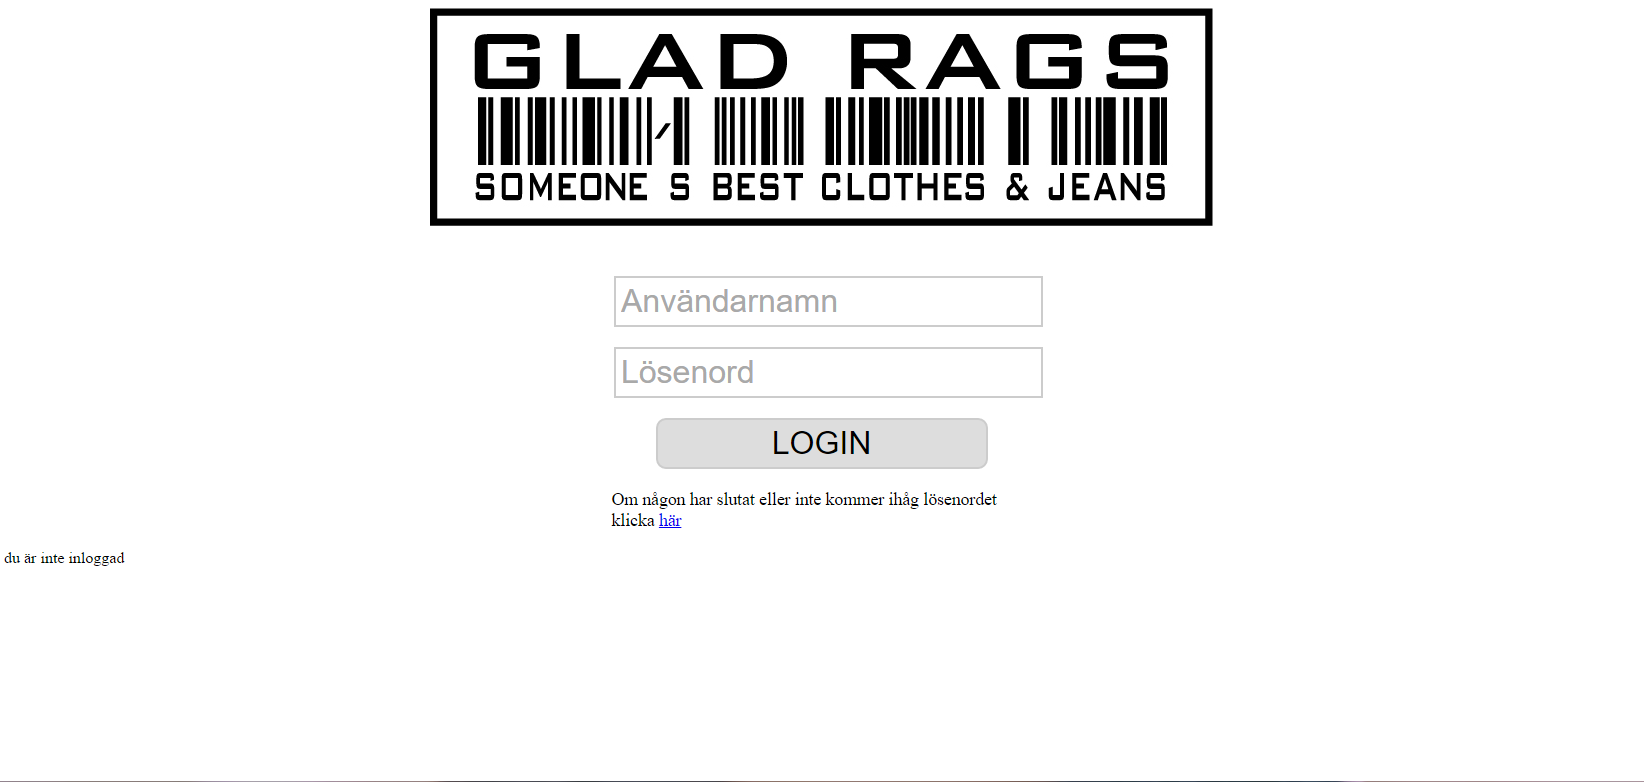 GLAD RAGS
SOMEONE´S BEST CLOTHES & JEANS
Användarnamn
Lösenord
LOGIN
Om någon har slutat eller inte kommer ihåg lösenordet
klicka här
du är inte inloggad